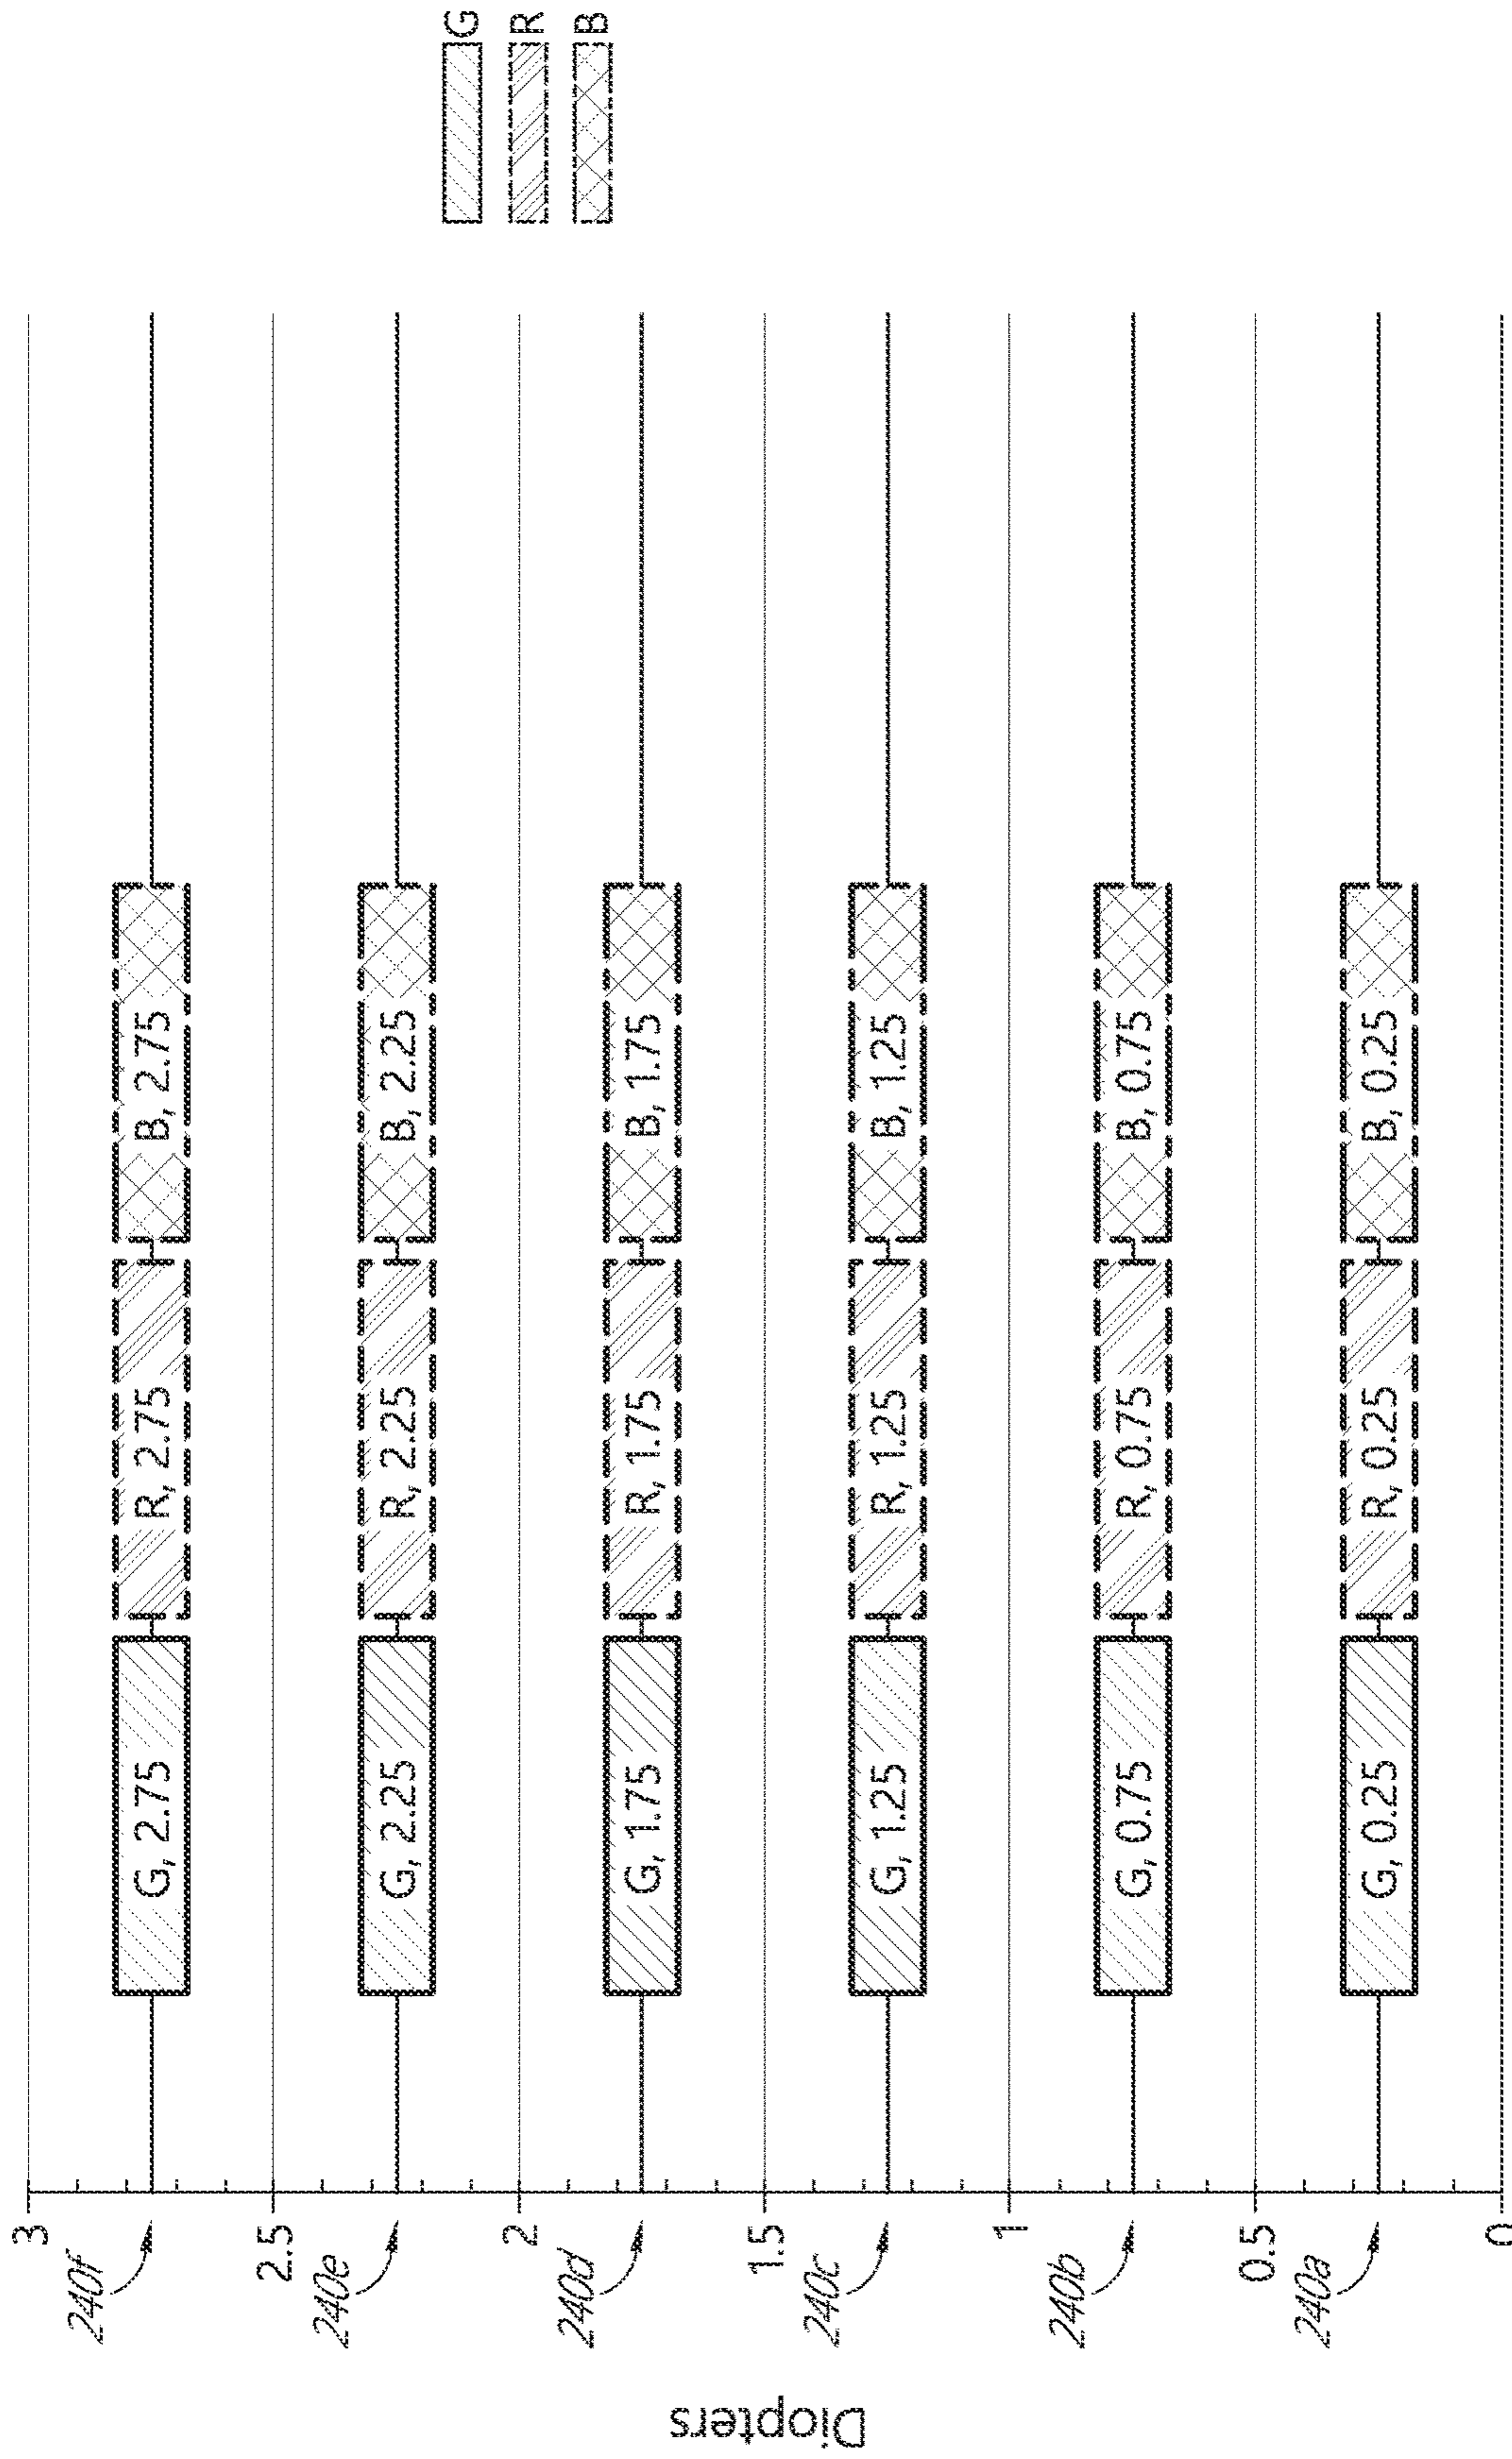 Diopters
3
240f
G, 2.75 R, 2.75 B, 2.75
2.5
240e
G, 2.25 R, 2.25 B, 2.25
2
240d
G, 1.75 R, 1.75 B, 1.75
1.5
240c
G, 1.25 R, 1.25 B, 1.25
1
240b
G, 0.75 R, 0.75 B, 0.75
0.5
240a
G, 0.25 R, 0.25 B, 0.25
0
G
R
B